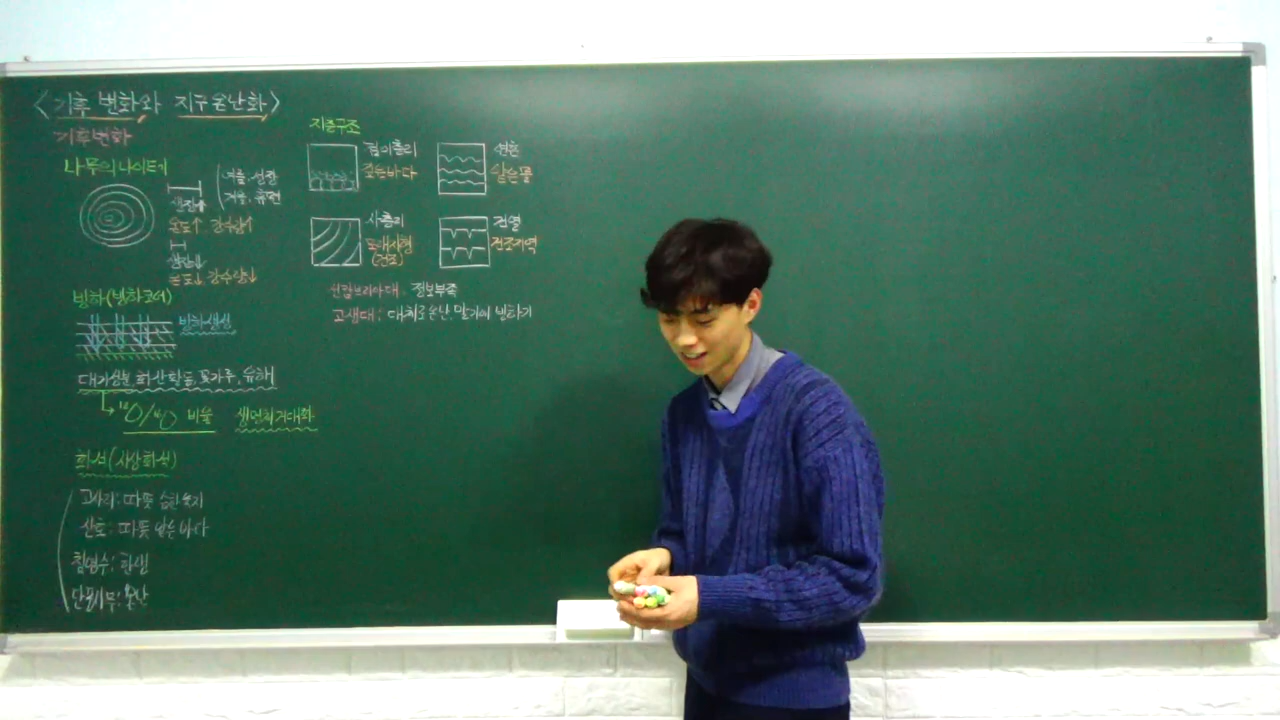 <기후 변화와 지구온난화>
기후변화
나무의 나이테
여름: 성장
겨울: 휴면
생장↑
온도↑ 강수량↑
생장↓
온도↓ 강수량↓
빙하(빙하코어)
빙하생성
대기성분, 화산활동, 꽃가루, 유해
비율
화석(시상화석)
고사리: 따뜻 습한 육지
산호: 따뜻 얕은 바다
침엽수: 한랭
단풍나무: 온난
지층구조
점이층리
깊은바다
연흔
얕은물
사층리
(건조)
건열
건조지역
선캄브리아대: 정보부족
고생대: 대체로 온난, 말기에 빙하기